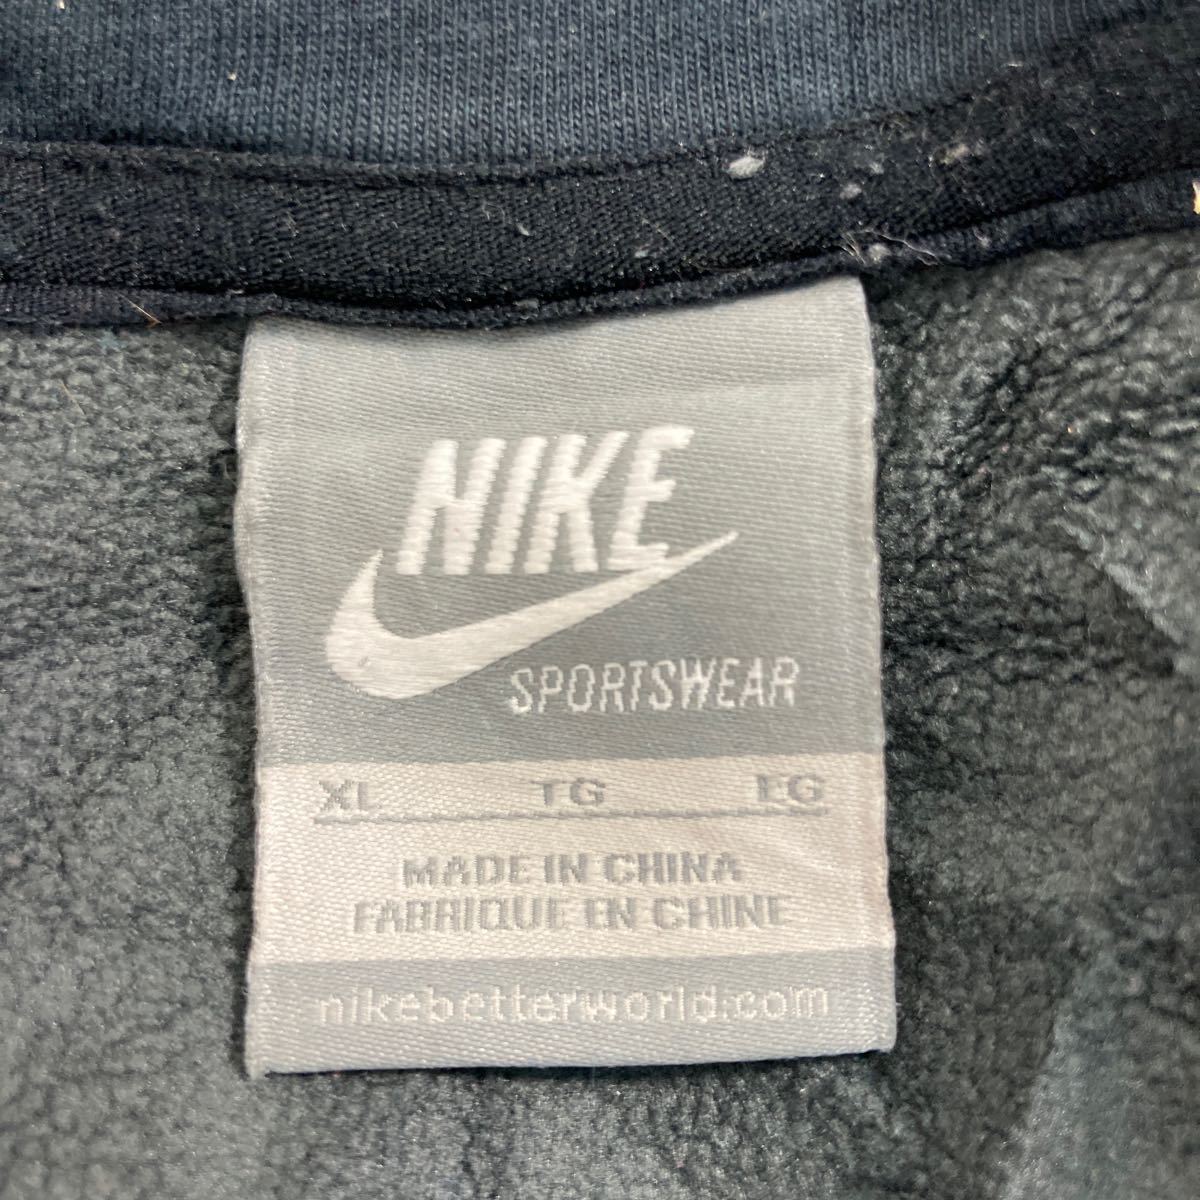 NIKE
SPORTSWEAR
XL TG EG
MADE IN CHINA
FABRIQUE EN CHINE
nikebetterworld.com